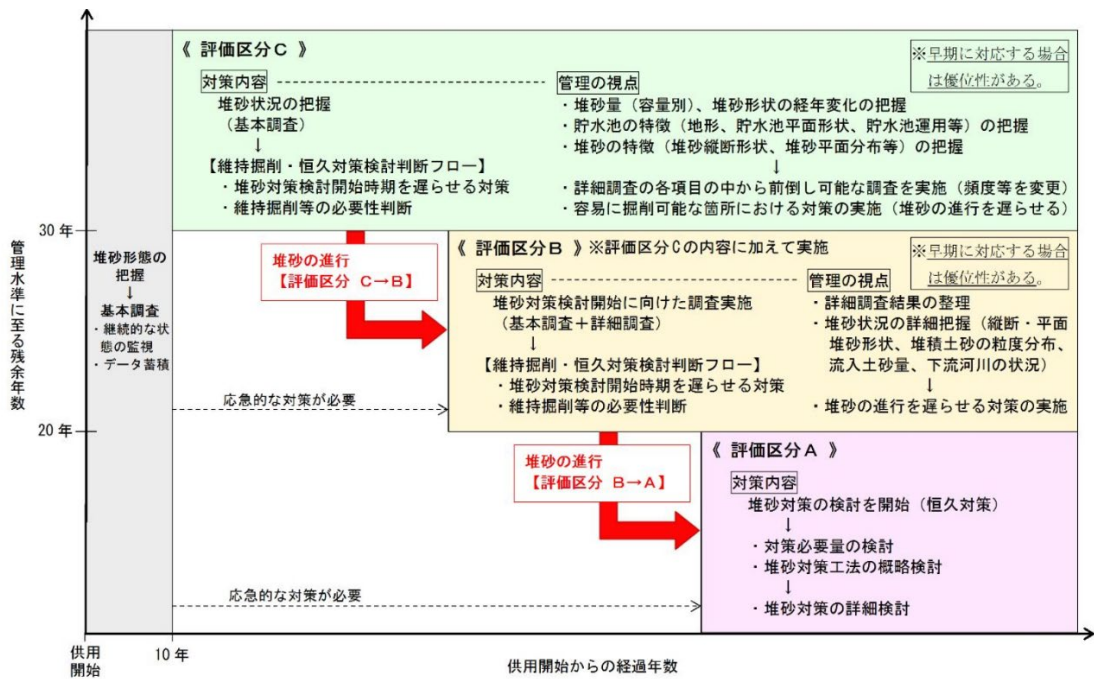 《 評価区分C 》
※早期に対応する場合
は優位性がある。
対策内容
堆砂状況の把握
(基本調査)
↓
【維持掘削・恒久対策検討判断フロー】
・堆砂対策検討開始時期を遅らせる対策
・維持掘削等の必要性判断
管理の視点
・堆砂量(容量別)、堆砂形状の経年変化の把握
・貯水池の特徴(地形、貯水池平面形状、貯水池運用等)の把握
・堆砂の特徴(堆砂縦断形状、堆砂平面分布等)の把握
↓
・詳細調査の各項目の中から前倒し可能な調査を実施(頻度等を変更)
・容易に掘削可能な箇所における対策の実施(堆砂の進行を遅らせる)
管理水準に至る残余年数
30 年
20 年
堆砂形態の
把握
↓
基本調査
・継続的な状
態の監視
・データ蓄積
堆砂の進行
【評価区分 C→B】
《 評価区分B 》※評価区分Cの内容に加えて実施
※早期に対応する場合
は優位性がある。
対策内容
堆砂対策検討開始に向けた調査実施
(基本調査+詳細調査)
↓
【維持掘削・恒久対策検討判断フロー】
・堆砂対策検討開始時期を遅らせる対策
・維持掘削等の必要性判断
管理の視点
・詳細調査結果の整理
・堆砂状況の詳細把握(縦断・平面
堆砂形状、堆積土砂の粒度分布、
流入土砂量、下流河川の状況)
↓
・堆砂の進行を遅らせる対策の実施
応急的な対策が必要
堆砂の進行
【評価区分 B→A】
《 評価区分A 》
対策内容
堆砂対策の検討を開始(恒久対策)
↓
・対策必要量の検討
・堆砂対策工法の概略検討
↓
・堆砂対策の詳細検討
応急的な対策が必要
供用
開始
10 年
供用開始からの経過年数